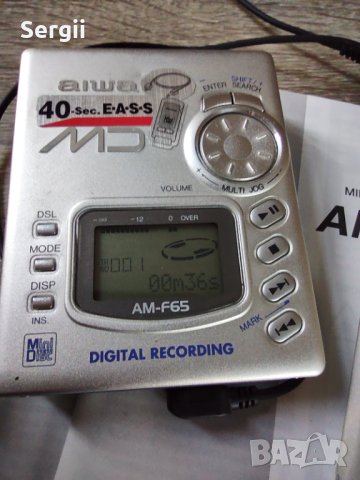 Sergii
aiwa
40-Sec. E·A·S·S
MD
SHIFT/+
ENTER SEARCH
VOLUME
MULTI JOG
DSL
MODE
DISP
INS.
-12 0 OVER
001
00m36s
AM-F65
MARK
Mini Disc
DIGITAL RECORDING
BAZAR